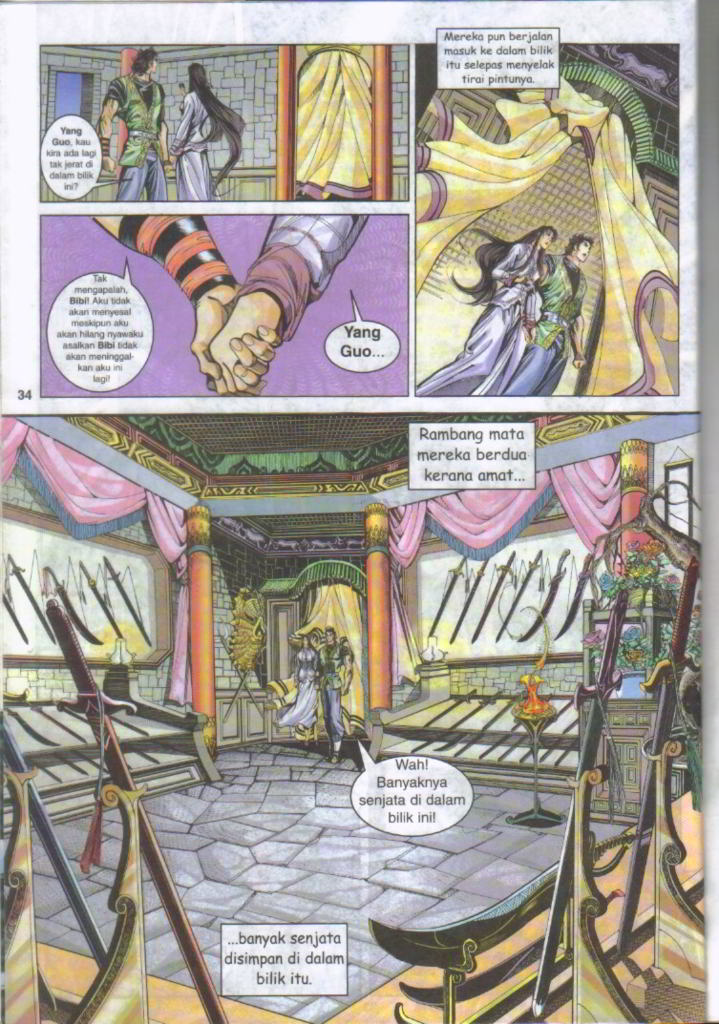 Yang
Guo, kau
kira ada lagi
tak jerat di
dalam bilik
ini?
Mereka pun berjalan
masuk ke dalam bilik
itu selepas menyelak
tirai pintunya.
Tak
mengapalah,
Bibi! Aku tidak
akan menyesal
meskipun aku
akan hilang nyawaku
asalkan Bibi tidak
akan meninggal-
kan aku ini
lagi!
Yang
Guo...
34
Rambang mata
mereka berdua
kerana amat...
Wah!
Banyaknya
senjata di dalam
bilik ini!
...banyak senjata
disimpan di dalam
bilik itu.